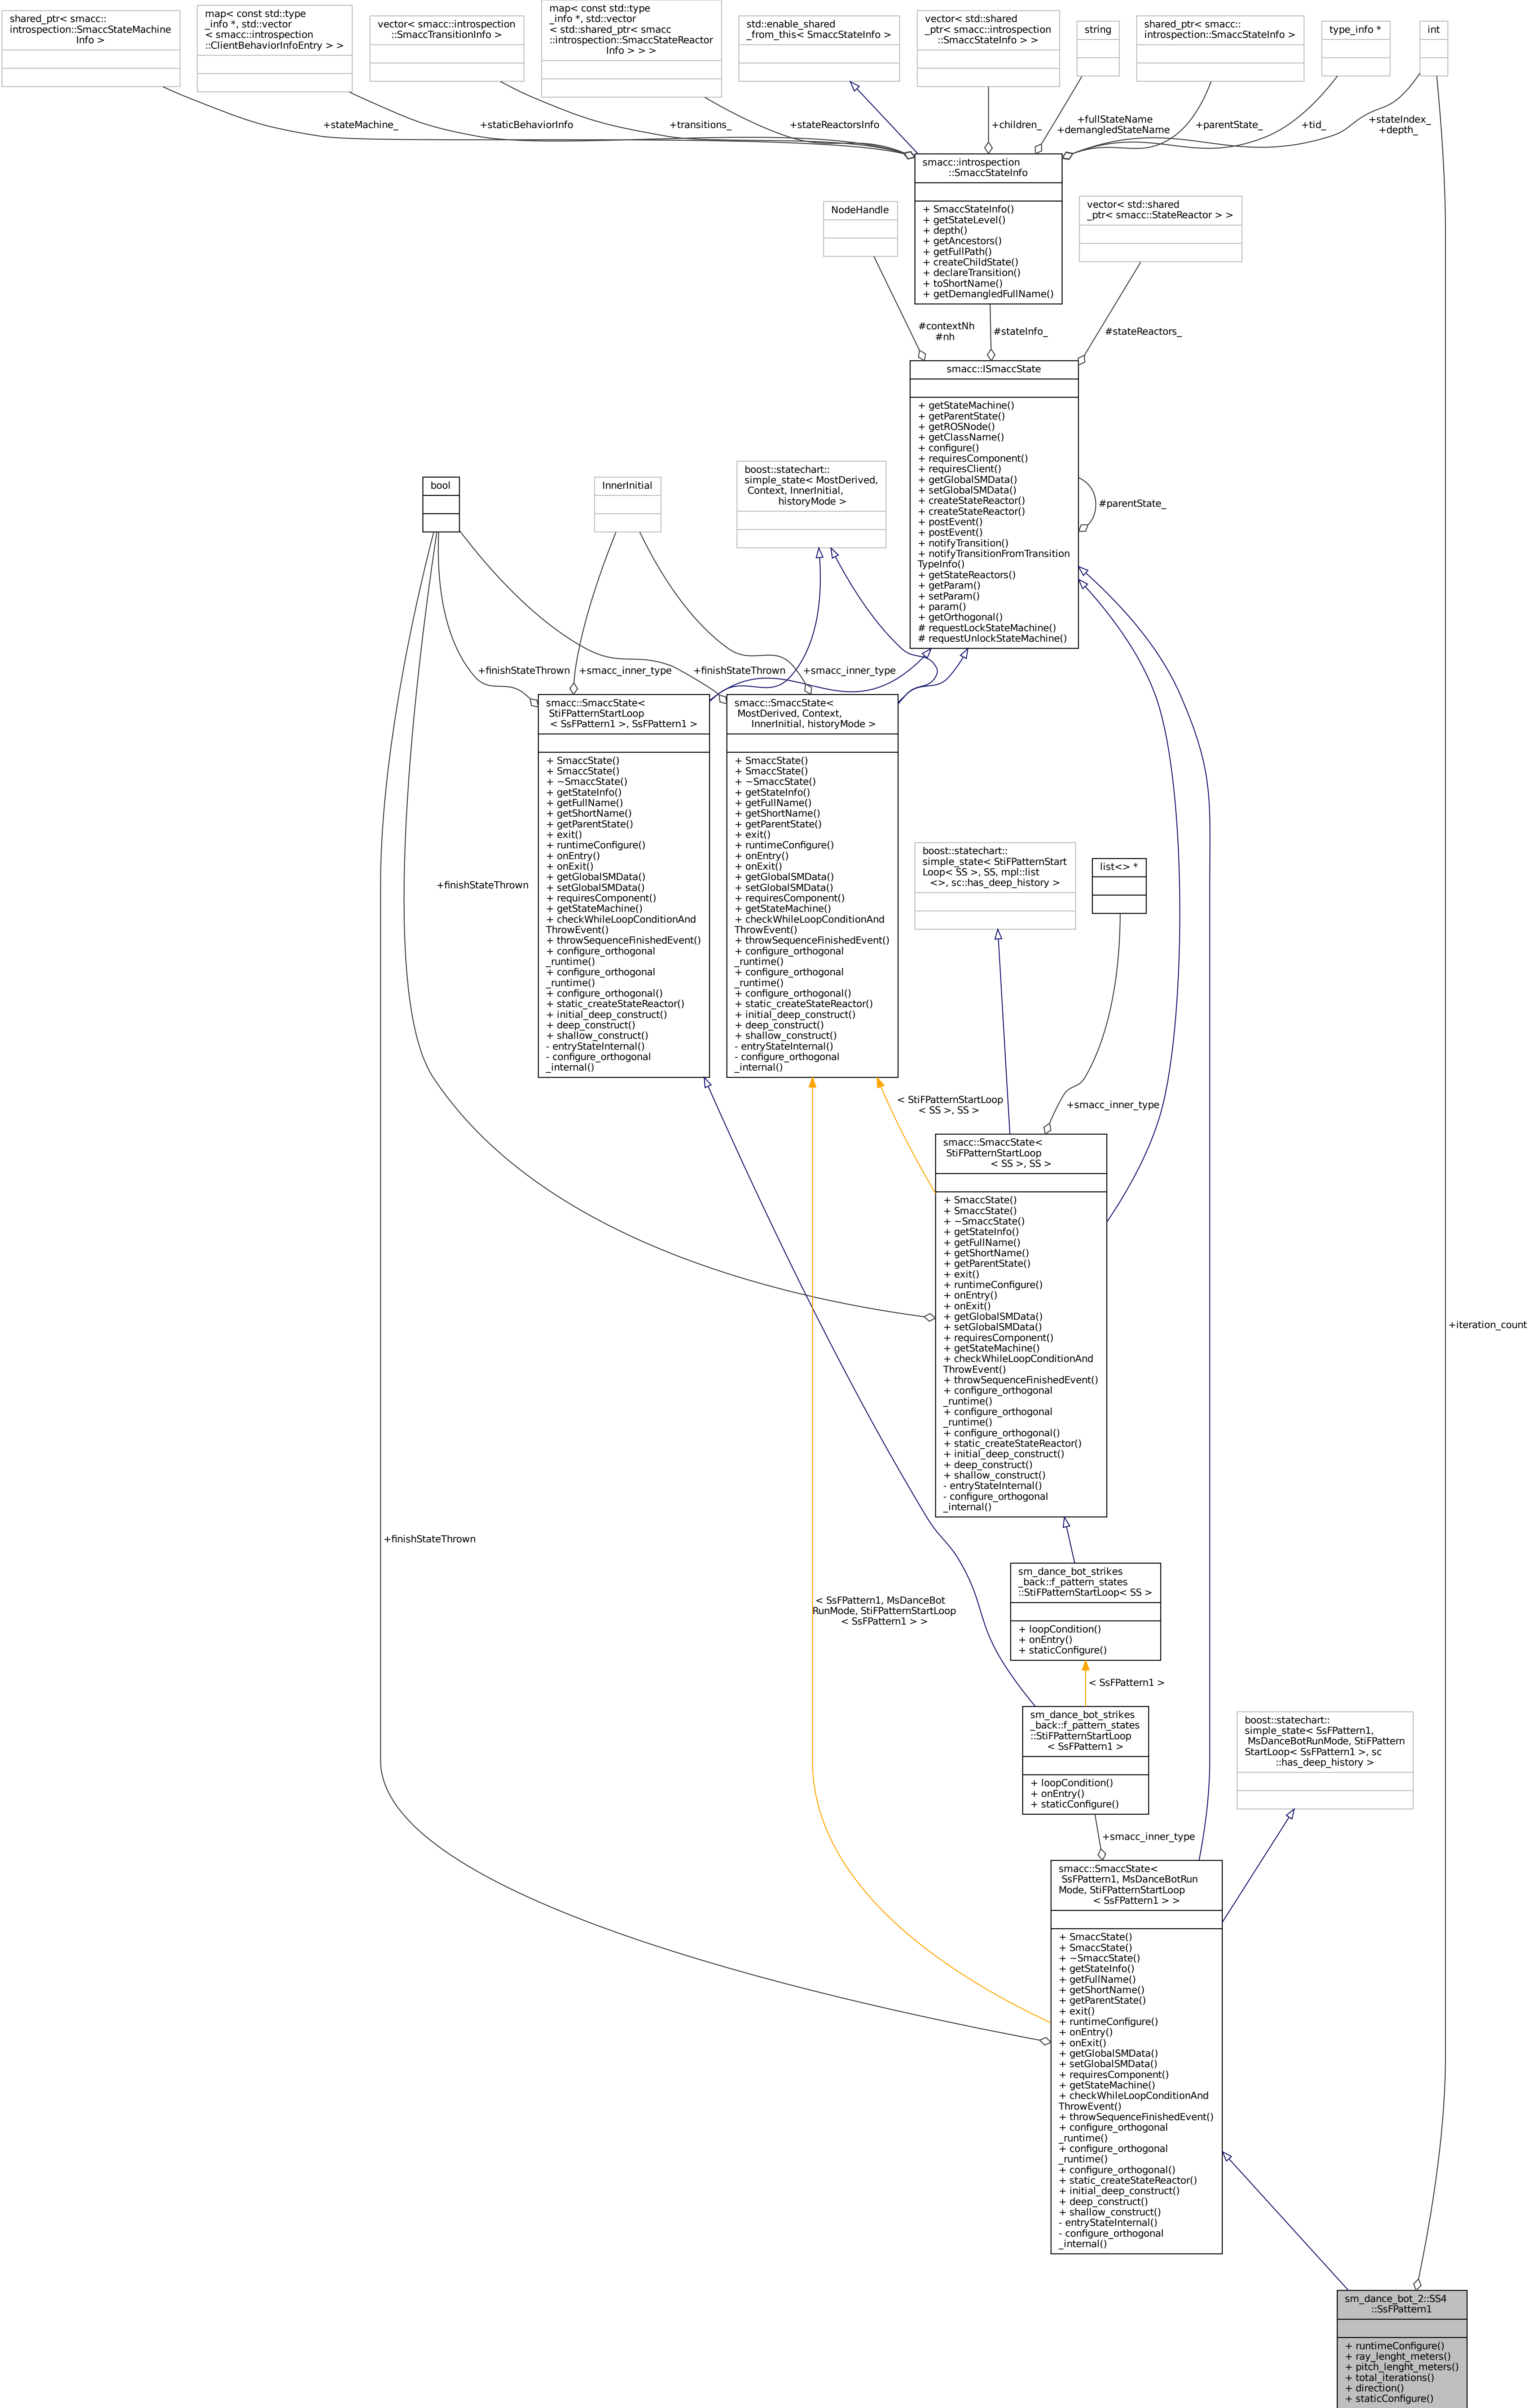 shared_ptr< smacc::
introspection::SmaccStateMachine
Info >
map< const std::type
_info *, std::vector
< smacc::introspection
::ClientBehaviorInfoEntry > >
vector< smacc::introspection
::SmaccTransitionInfo >
map< const std::type
_info *, std::vector
< std::shared_ptr< smacc
::introspection::SmaccStateReactor
Info > > >
std::enable_shared
_from_this< SmaccStateInfo >
vector< std::shared
_ptr< smacc::introspection
::SmaccStateInfo > >
string
shared_ptr< smacc::
introspection::SmaccStateInfo >
type_info *
int
+stateMachine_
+staticBehaviorInfo
+transitions_
+stateReactorsInfo
+children_
+fullStateName
+demangledStateName
+parentState_
+tid_
+stateIndex_
+depth_
smacc::introspection
::SmaccStateInfo
+ SmaccStateInfo()
+ getStateLevel()
+ depth()
+ getAncestors()
+ getFullPath()
+ createChildState()
+ declareTransition()
+ toShortName()
+ getDemangledFullName()
NodeHandle
vector< std::shared
_ptr< smacc::StateReactor > >
#contextNh
#nh
#stateInfo_
#stateReactors_
smacc::ISmaccState
+ getStateMachine()
+ getParentState()
+ getROSNode()
+ getClassName()
+ configure()
+ requiresComponent()
+ requiresClient()
+ getGlobalSMData()
+ setGlobalSMData()
+ createStateReactor()
+ createStateReactor()
+ postEvent()
+ postEvent()
+ notifyTransition()
+ notifyTransitionFromTransition
TypeInfo()
+ getStateReactors()
+ getParam()
+ setParam()
+ param()
+ getOrthogonal()
# requestLockStateMachine()
# requestUnlockStateMachine()
#parentState_
bool
InnerInitial
boost::statechart::
simple_state< MostDerived,
Context, InnerInitial,
historyMode >
+finishStateThrown
+smacc_inner_type
+finishStateThrown
+smacc_inner_type
smacc::SmaccState<
StiFPatternStartLoop
< SsFPattern1 >, SsFPattern1 >
+ SmaccState()
+ SmaccState()
+ ~SmaccState()
+ getStateInfo()
+ getFullName()
+ getShortName()
+ getParentState()
+ exit()
+ runtimeConfigure()
+ onEntry()
+ onExit()
+ getGlobalSMData()
+ setGlobalSMData()
+ requiresComponent()
+ getStateMachine()
+ checkWhileLoopConditionAnd
ThrowEvent()
+ throwSequenceFinishedEvent()
+ configure_orthogonal
_runtime()
+ configure_orthogonal
_runtime()
+ configure_orthogonal()
+ static_createStateReactor()
+ initial_deep_construct()
+ deep_construct()
+ shallow_construct()
- entryStateInternal()
- configure_orthogonal
_internal()
smacc::SmaccState<
MostDerived, Context,
InnerInitial, historyMode >
+ SmaccState()
+ SmaccState()
+ ~SmaccState()
+ getStateInfo()
+ getFullName()
+ getShortName()
+ getParentState()
+ exit()
+ runtimeConfigure()
+ onEntry()
+ onExit()
+ getGlobalSMData()
+ setGlobalSMData()
+ requiresComponent()
+ getStateMachine()
+ checkWhileLoopConditionAnd
ThrowEvent()
+ throwSequenceFinishedEvent()
+ configure_orthogonal
_runtime()
+ configure_orthogonal
_runtime()
+ configure_orthogonal()
+ static_createStateReactor()
+ initial_deep_construct()
+ deep_construct()
+ shallow_construct()
- entryStateInternal()
- configure_orthogonal
_internal()
+finishStateThrown
boost::statechart::
simple_state< StiFPatternStart
Loop< SS >, SS, mpl::list
<>, sc::has_deep_history >
list<> *
< StiFPatternStartLoop
< SS >, SS >
+smacc_inner_type
smacc::SmaccState<
StiFPatternStartLoop
< SS >, SS >
+ SmaccState()
+ SmaccState()
+ ~SmaccState()
+ getStateInfo()
+ getFullName()
+ getShortName()
+ getParentState()
+ exit()
+ runtimeConfigure()
+ onEntry()
+ onExit()
+ getGlobalSMData()
+ setGlobalSMData()
+ requiresComponent()
+ getStateMachine()
+ checkWhileLoopConditionAnd
ThrowEvent()
+ throwSequenceFinishedEvent()
+ configure_orthogonal
_runtime()
+ configure_orthogonal
_runtime()
+ configure_orthogonal()
+ static_createStateReactor()
+ initial_deep_construct()
+ deep_construct()
+ shallow_construct()
- entryStateInternal()
- configure_orthogonal
_internal()
+iteration_count
+finishStateThrown
sm_dance_bot_strikes
_back::f_pattern_states
::StiFPatternStartLoop< SS >
+ loopCondition()
+ onEntry()
+ staticConfigure()
< SsFPattern1, MsDanceBot
RunMode, StiFPatternStartLoop
< SsFPattern1 > >
< SsFPattern1 >
sm_dance_bot_strikes
_back::f_pattern_states
::StiFPatternStartLoop
< SsFPattern1 >
+ loopCondition()
+ onEntry()
+ staticConfigure()
boost::statechart::
simple_state< SsFPattern1,
MsDanceBotRunMode, StiFPattern
StartLoop< SsFPattern1 >, sc
::has_deep_history >
+smacc_inner_type
smacc::SmaccState<
SsFPattern1, MsDanceBotRun
Mode, StiFPatternStartLoop
< SsFPattern1 > >
+ SmaccState()
+ SmaccState()
+ ~SmaccState()
+ getStateInfo()
+ getFullName()
+ getShortName()
+ getParentState()
+ exit()
+ runtimeConfigure()
+ onEntry()
+ onExit()
+ getGlobalSMData()
+ setGlobalSMData()
+ requiresComponent()
+ getStateMachine()
+ checkWhileLoopConditionAnd
ThrowEvent()
+ throwSequenceFinishedEvent()
+ configure_orthogonal
_runtime()
+ configure_orthogonal
_runtime()
+ configure_orthogonal()
+ static_createStateReactor()
+ initial_deep_construct()
+ deep_construct()
+ shallow_construct()
- entryStateInternal()
- configure_orthogonal
_internal()
sm_dance_bot_2::SS4
::SsFPattern1
+ runtimeConfigure()
+ ray_lenght_meters()
+ pitch_lenght_meters()
+ total_iterations()
+ direction()
+ staticConfigure()